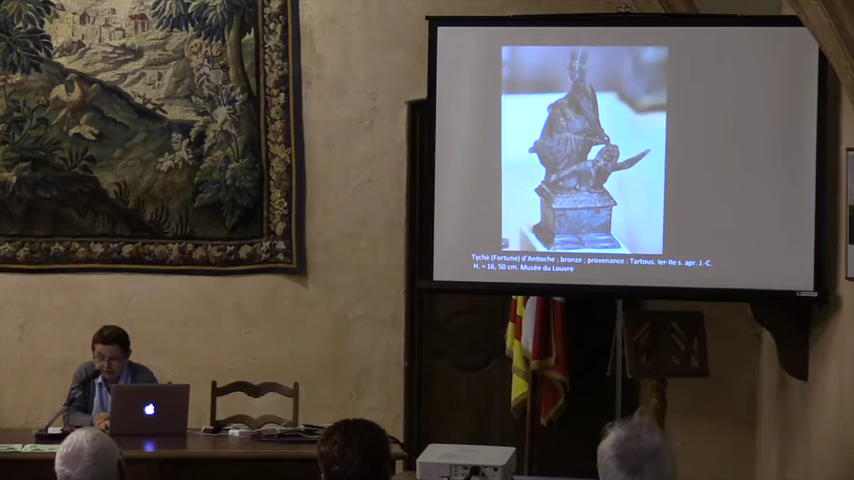 Tychè (Fortune) d'Antioche ; bronze ; provenance : Tartous. Ier-IIe s. apr. J.-C.
H. = 16, 50 cm. Musée du Louvre